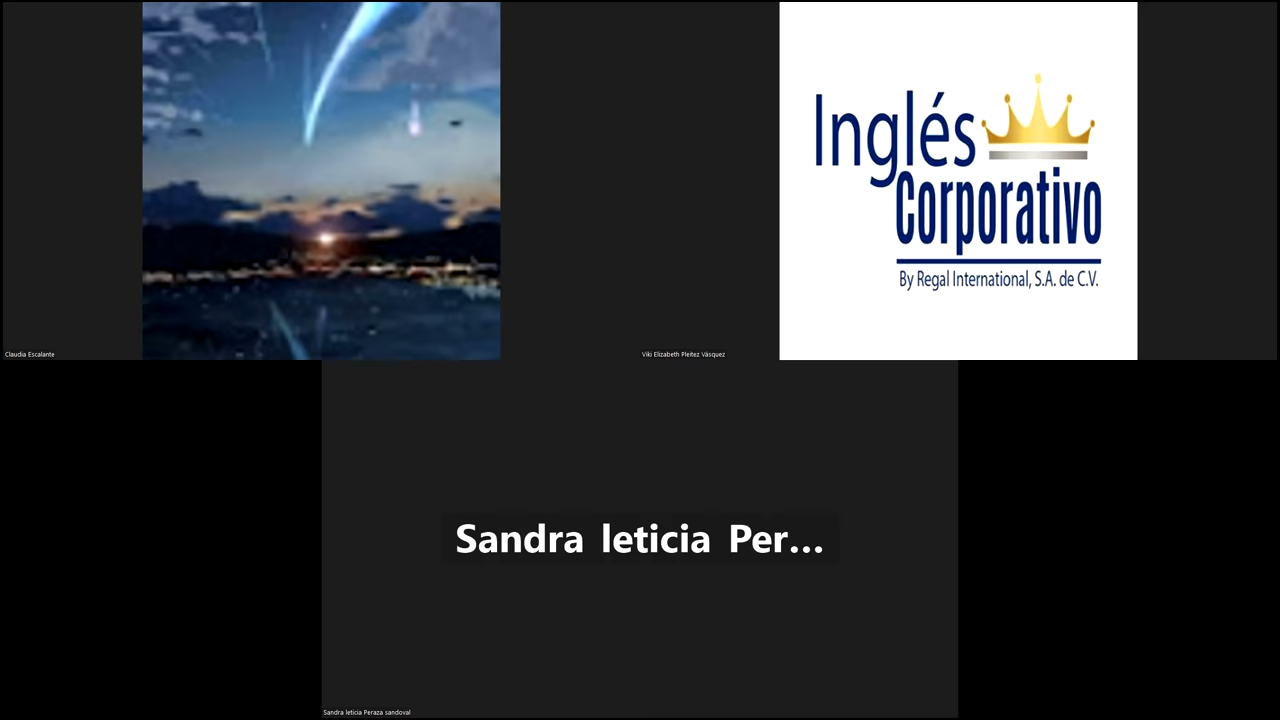 Inglés
Corporativo
By Regal International, S.A. de C.V.
Claudia Escalante
Viki Elizabeth Pleitez Vásquez
Sandra leticia Per...
Sandra leticia Peraza sandoval